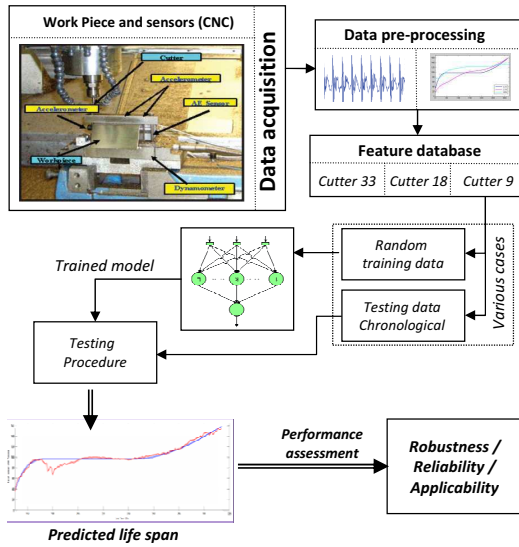 Work Piece and sensors (CNC)
Cutter
Accelerometer
Accelerometer
AE Sensor
Workpiece
Dynamometer
Data acquisition
Data pre-processing
Feature database
Cutter 33
Cutter 18
Cutter 9
Random
training data
Testing data
Chronological
Various cases
Trained model
Testing
Procedure
Predicted life span
Performance
assessment
Robustness /
Reliability /
Applicability